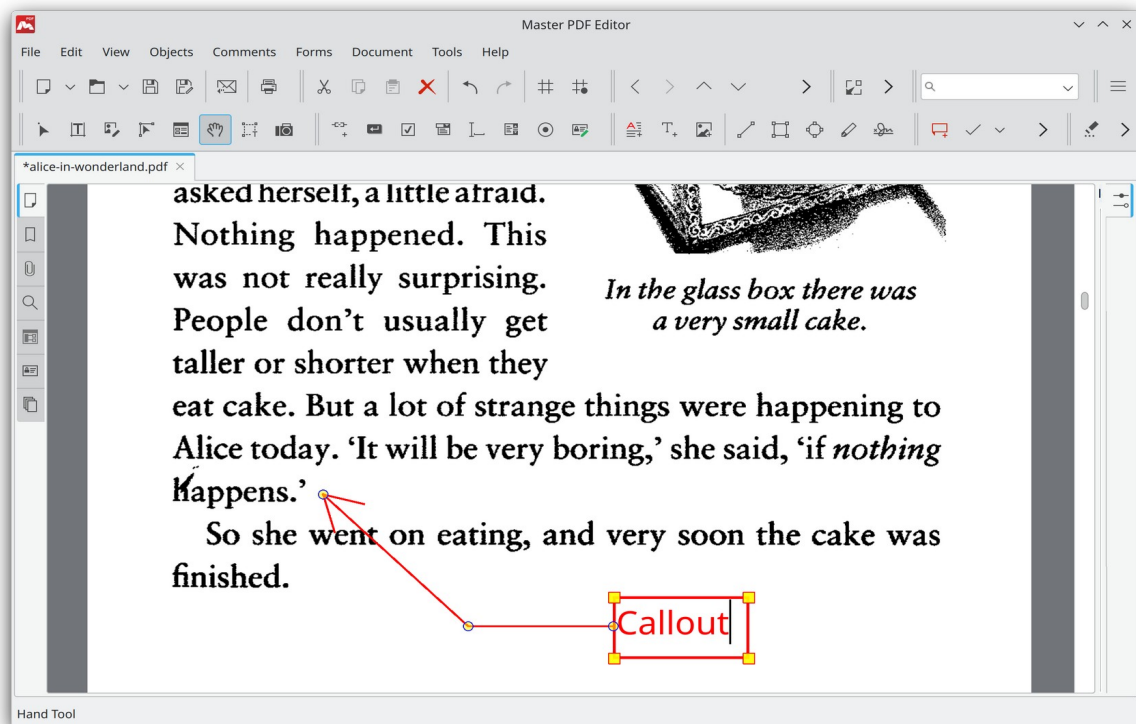 Master PDF Editor
File Edit View Objects Comments Forms Document Tools Help
*alice-in-wonderland.pdf
asked herself, a little afraid.
Nothing happened. This
was not really surprising.
People don’t usually get
taller or shorter when they
eat cake. But a lot of strange things were happening to
Alice today. ‘It will be very boring,’ she said, ‘if nothing
happens.’
So she went on eating, and very soon the cake was
finished.
In the glass box there was
a very small cake.
Callout
Hand Tool